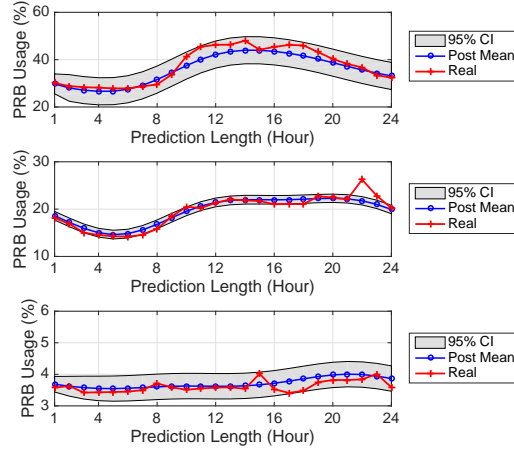 PRB Usage (%)
60
40
20
1 4 8 12 16 20 24
Prediction Length (Hour)
95% CI
Post Mean
Real
PRB Usage (%)
30
20
10
1 4 8 12 16 20 24
Prediction Length (Hour)
95% CI
Post Mean
Real
PRB Usage (%)
6
5
4
3
1 4 8 12 16 20 24
Prediction Length (Hour)
95% CI
Post Mean
Real